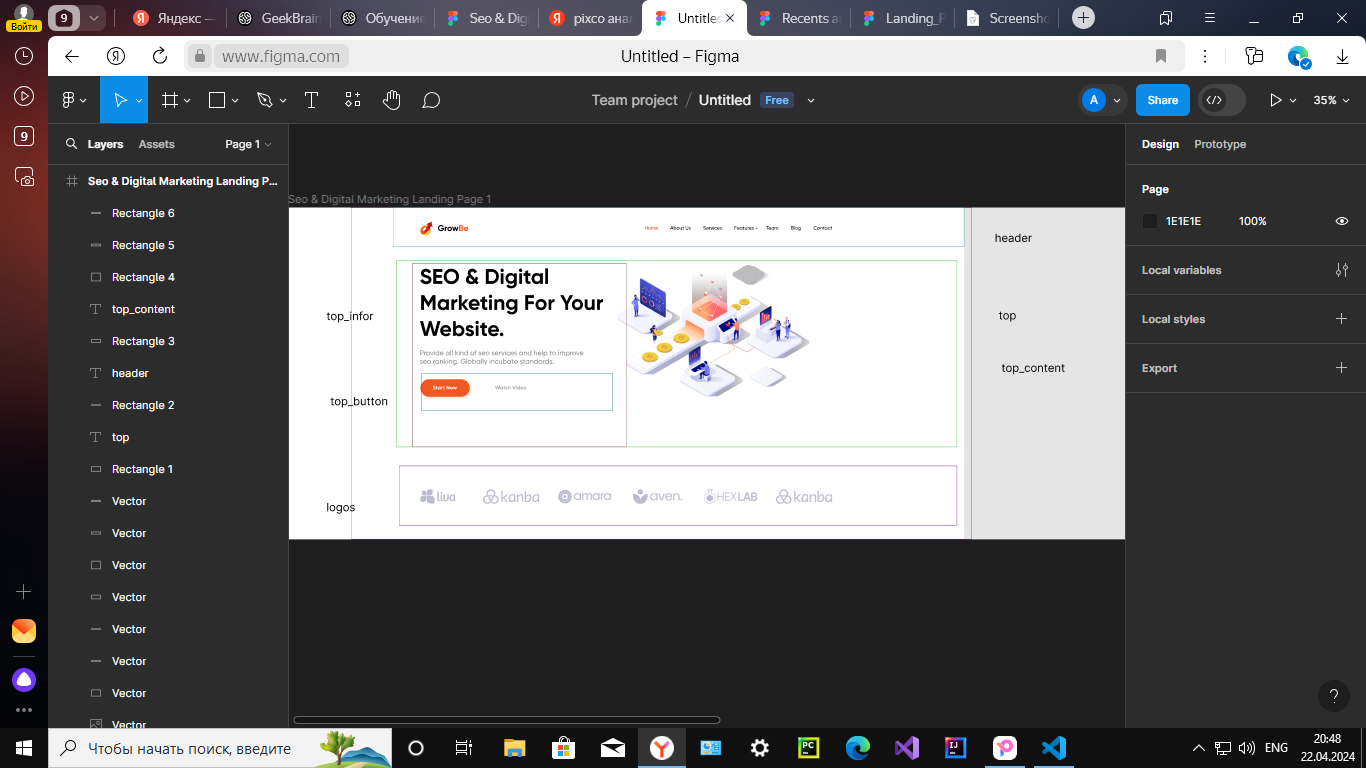 9
Яндекс —
GeekBrain
Обучение
Seo & Dig
pixco ана
Untitled
Recents a
Landing_P
Screensho
Войти
Я
www.figma.com
Untitled – Figma
Team project / Untitled Free
A
Share
35%
9
Layers
Assets
Page 1
Design
Prototype
Seo & Digital Marketing Landing P...
Rectangle 6
Rectangle 5
Rectangle 4
top_content
Rectangle 3
header
Rectangle 2
top
Rectangle 1
Vector
Vector
Vector
Vector
Vector
Vector
Vector
Vector
Seo & Digital Marketing Landing Page 1
GrowBe
Home About Us Services Features Team Blog Contact
header
SEO & Digital
Marketing For Your
Website.
top_infor
top
Provide all kind of seo services and help to improve
seo ranking. Globally incubate standards.
top_content
Start Now
Watch Video
top_button
liva kanba amara aven. HEXLAB kanba
logos
Page
1E1E1E 100%
Local variables
Local styles
Export
?
Чтобы начать поиск, введите
Y
PC
IJ
P
ENG
20:48
22.04.2024